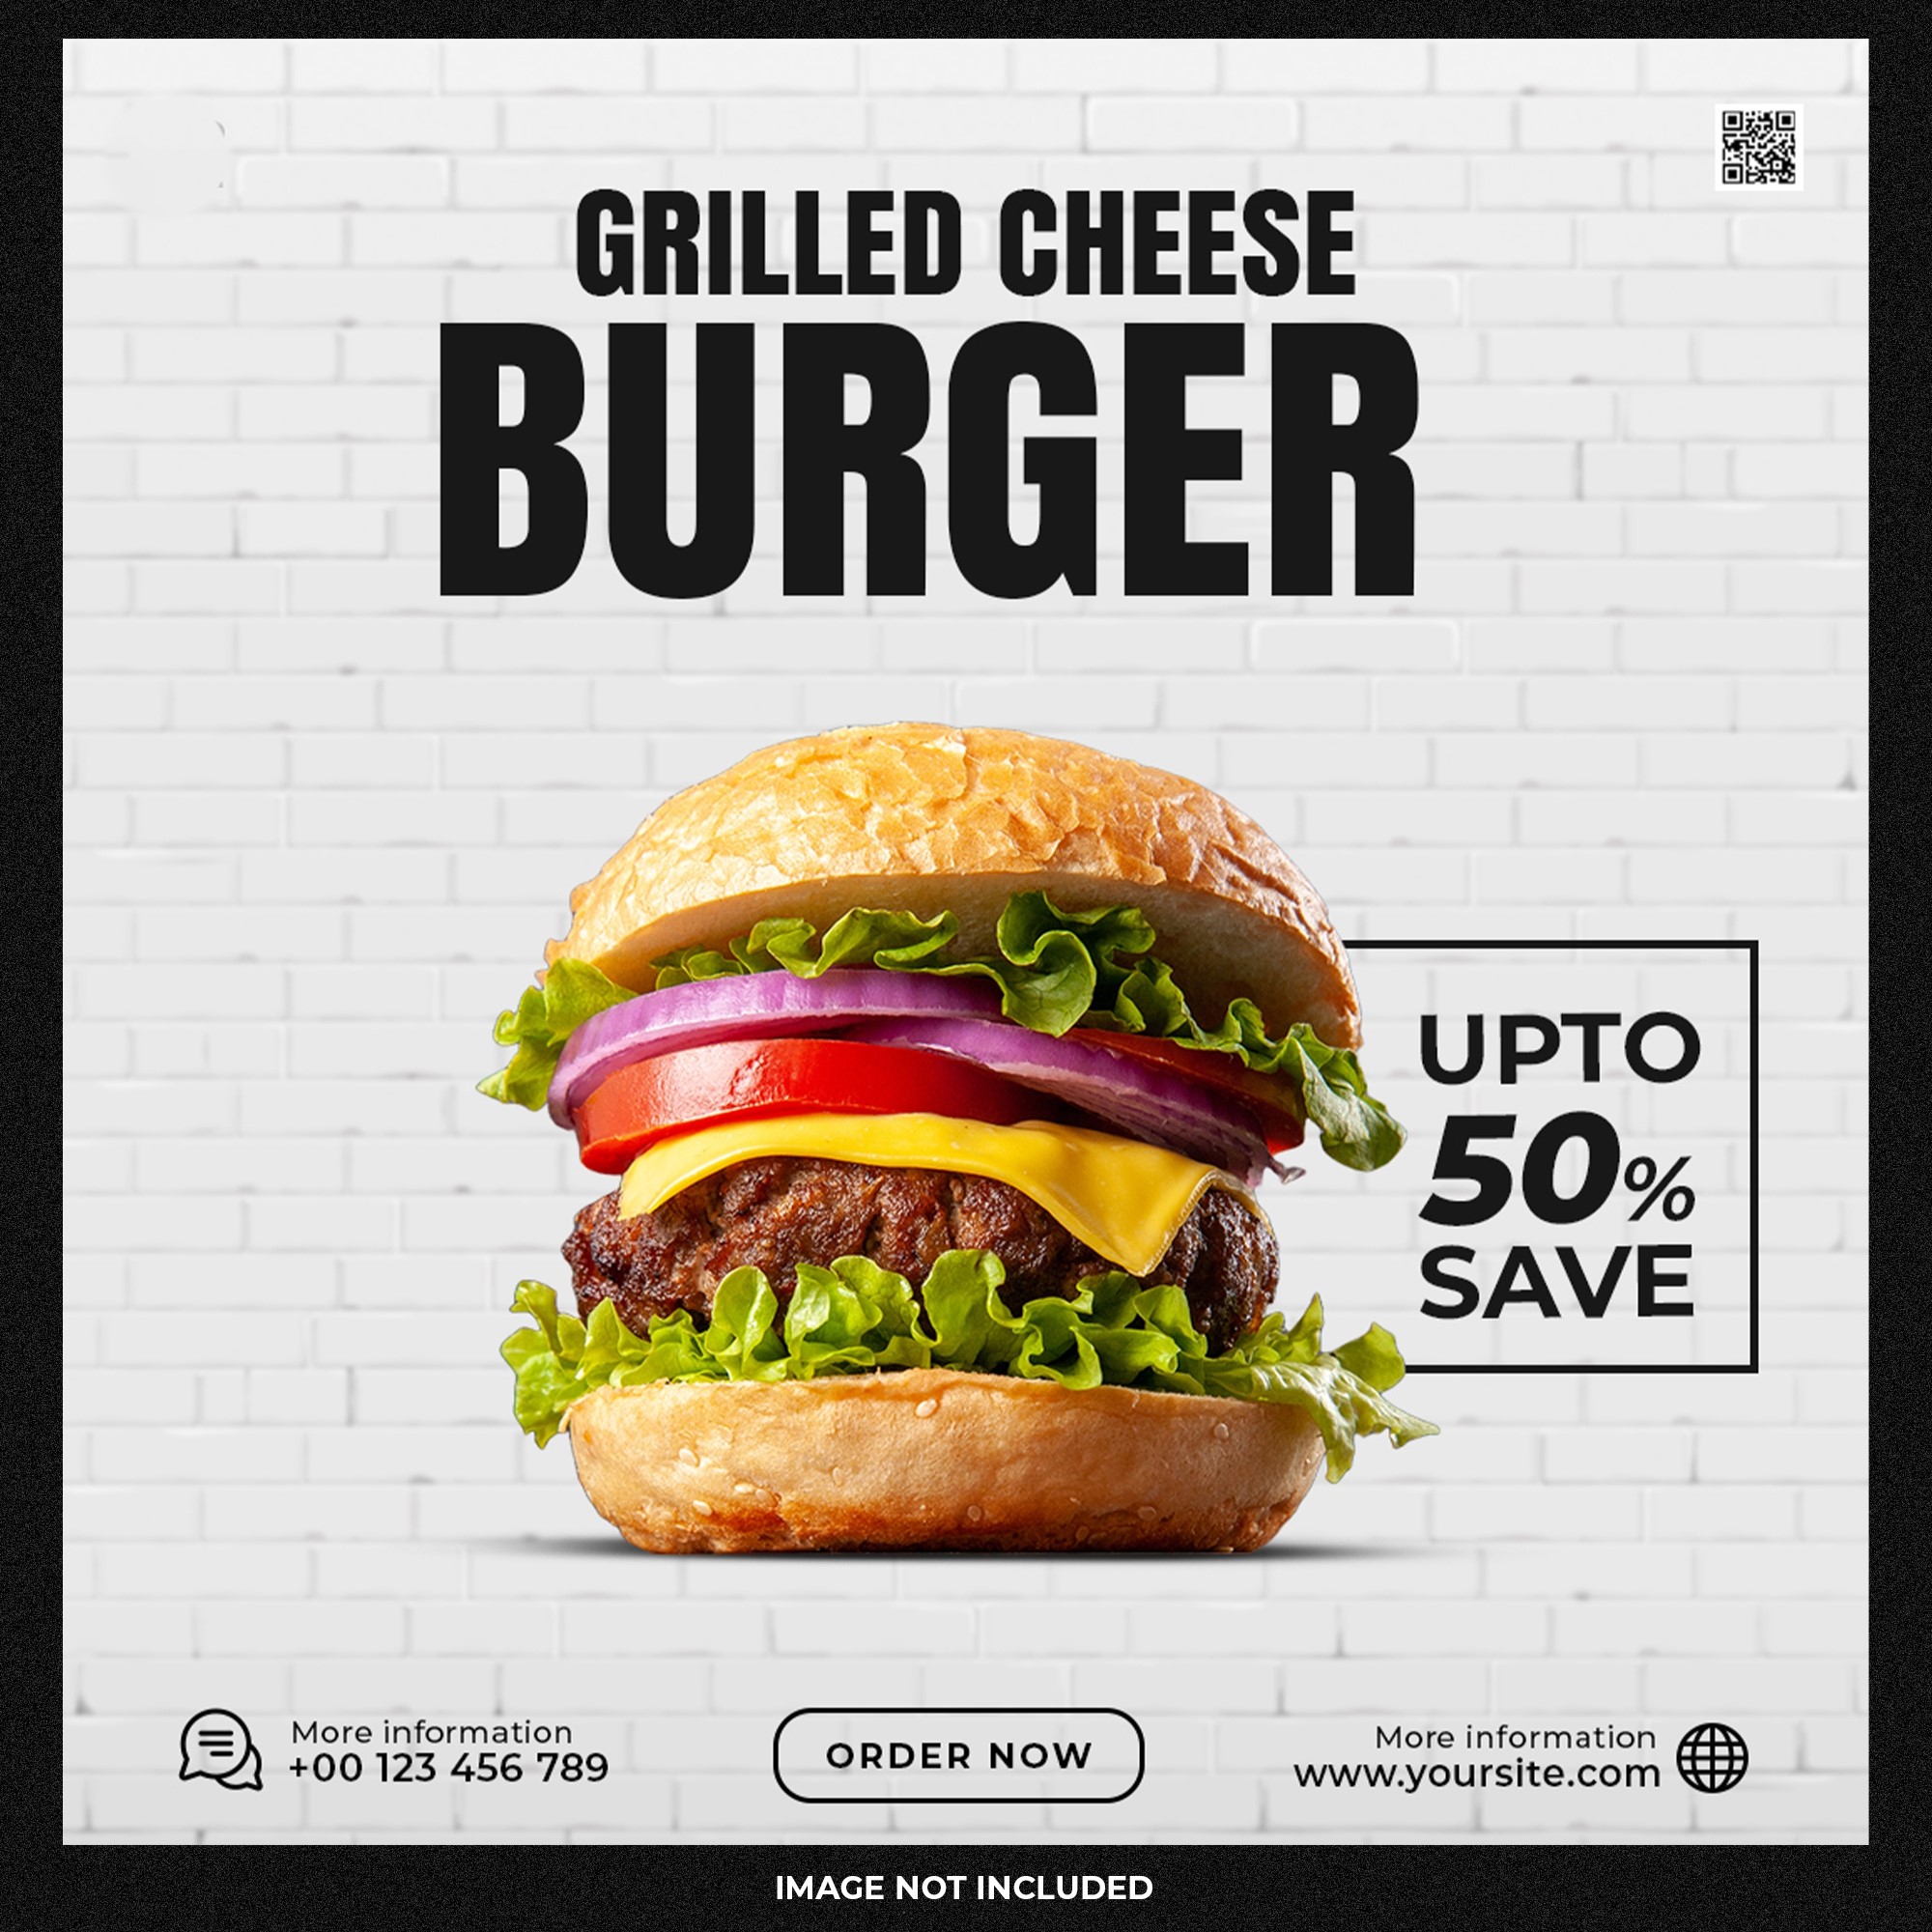 GRILLED CHEESE
BURGER
UPTO
50%
SAVE
More information
+00 123 456 789
ORDER NOW
More information
www.yoursite.com
IMAGE NOT INCLUDED